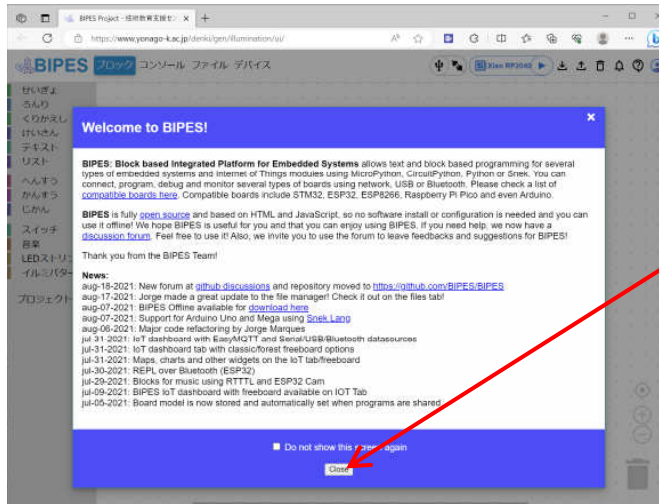 BIPES Project - 技術教育支援セン
https://www.yonago-k.ac.jp/denki/gen/illumination/ui/
BIPES ブロック コンソール ファイル デバイス
Xiao RP2040
せいぎょ
ろんり
くりかえし
けいさん
テキスト
リスト
へんすう
かんすう
じかん
スイッチ
音楽
LEDストリ
イルミパター
プロジェクト
Welcome to BIPES!
BIPES: Block based Integrated Platform for Embedded Systems allows text and block based programming for several
types of embedded systems and Internet of Things modules using MicroPython, CircuitPython, Python or Snek. You can
connect, program, debug and monitor several types of boards using network, USB or Bluetooth. Please check a list of
compatible boards here. Compatible boards include STM32, ESP32, ESP8266, Raspberry Pi Pico and even Arduino.
BIPES is fully open source and based on HTML and JavaScript, so no software install or configuration is needed and you can
use it offline! We hope BIPES is useful for you and that you can enjoy using BIPES. If you need help, we now have a
discussion forum. Feel free to use it! Also, we invite you to use the forum to leave feedbacks and suggestions for BIPES!
Thank you from the BIPES Team!
News:
aug-18-2021: New forum at github discussions and repository moved to https://github.com/BIPES/BIPES
aug-17-2021: Jorge made a great update to the file manager! Check it out on the files tab!
aug-07-2021: BIPES Offline available for download here
aug-07-2021: Support for Arduino Uno and Mega using Snek Lang
aug-06-2021: Major code refactoring by Jorge Marques
jul-31-2021: IoT dashboard with EasyMQTT and Serial/USB/Bluetooth datasources
jul-31-2021: IoT dashboard tab with classic/forest freeboard options
jul-31-2021: Maps, charts and other widgets on the IoT tab/freeboard
jul-30-2021: REPL over Bluetooth (ESP32)
jul-29-2021: Blocks for music using RTTTL and ESP32 Cam
jul-09-2021: BIPES IoT dashboard with freeboard available on IOT Tab
jul-05-2021: Board model is now stored and automatically set when programs are shared
Do not show this screen again
Close